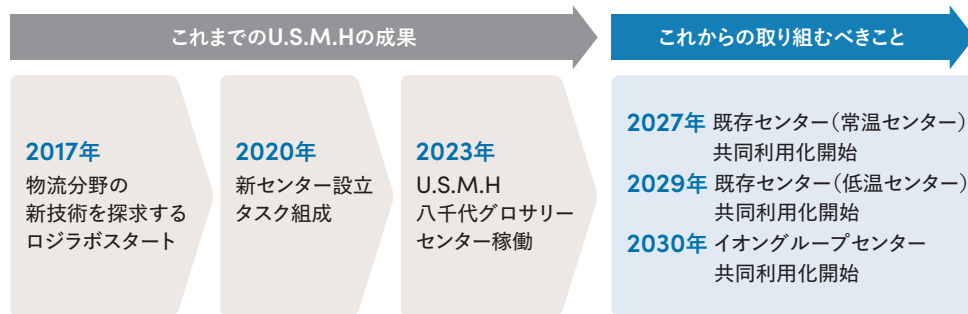 これまでのU.S.M.Hの成果
これからの取り組むべきこと
2017年
物流分野の
新技術を探求する
ロジラボスタート
2020年
新センター設立
タスク組成
2023年
U.S.M.H
八千代グロサリー
センター稼働
2027年 既存センター(常温センター)
共同利用化開始
2029年 既存センター(低温センター)
共同利用化開始
2030年 イオングループセンター
共同利用化開始